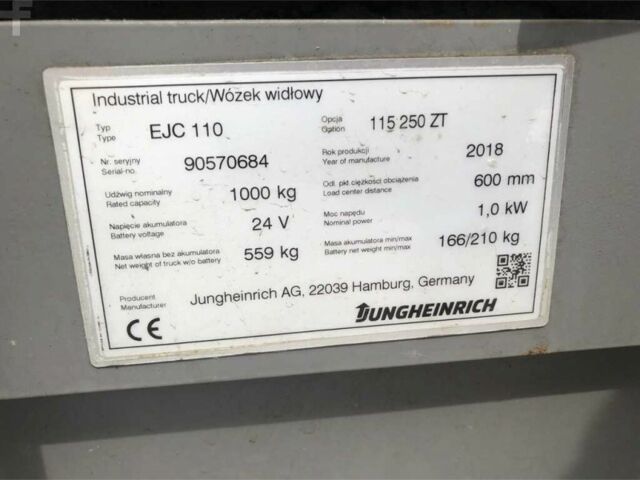 Industrial truck/Wózek widłowy
Typ
Type
EJC 110
Opcja
Option
115 250 ZT
Nr. seryjny
Serial-no.
90570684
Rok produkcji
Year of manufacture
2018
Udźwig nominalny
Rated capacity
1000 kg
Odl. pkt. ciężkości obciążenia
Load center distance
600 mm
Napięcie akumulatora
Battery voltage
24 V
Moc napędu
Nominal power
1,0 kW
Masa własna bez akumulatora
Net weight of truck w/o battery
559 kg
Masa akumulatora min/max
Battery net weight min/max
166/210 kg
Producent
Manufacturer
Jungheinrich AG, 22039 Hamburg, Germany
CE
JUNGHEINRICH